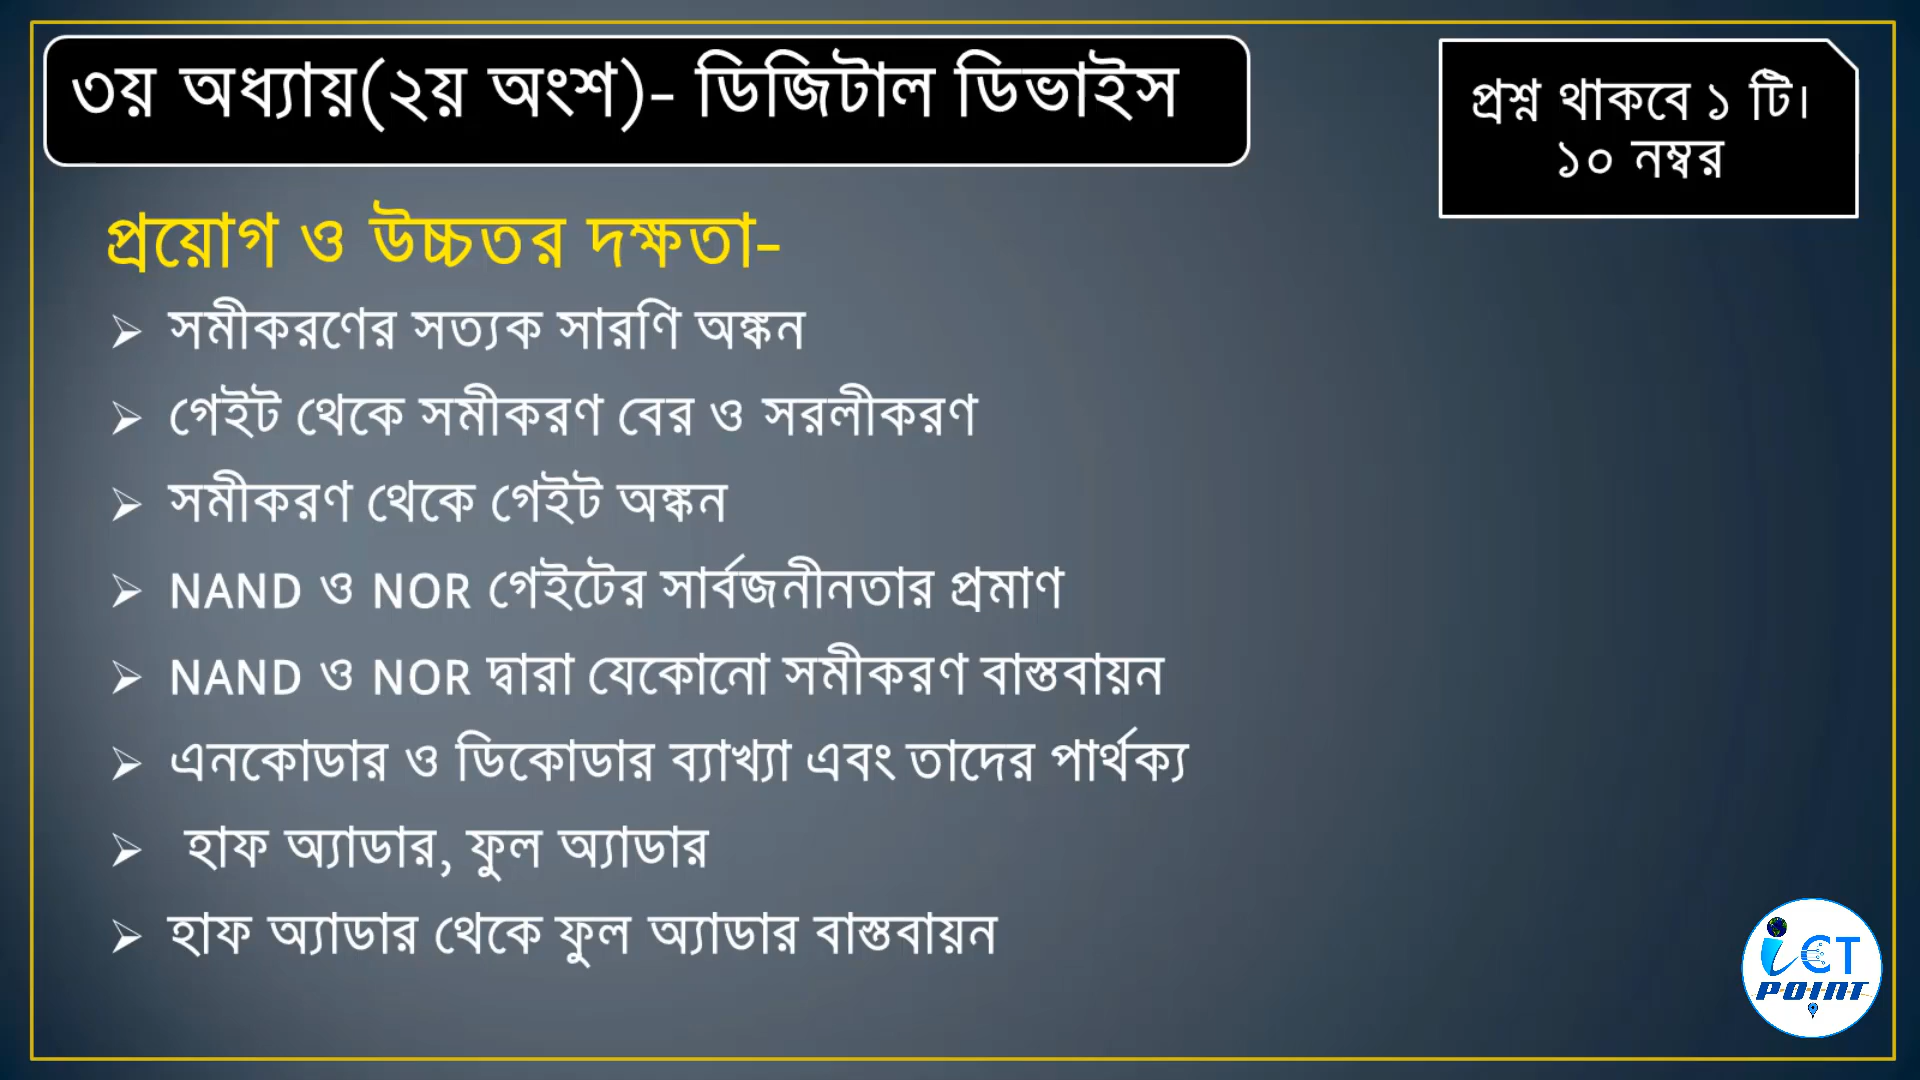 ৩য় অধ্যায়(২য় অংশ)- ডিজিটাল ডিভাইস
প্রশ্ন থাকবে ১ টি।
১০ নম্বর
প্রয়োগ ও উচ্চতর দক্ষতা-
➢ সমীকরণের সত্যক সারণি অঙ্কন
➢ গেইট থেকে সমীকরণ বের ও সরলীকরণ
➢ সমীকরণ থেকে গেইট অঙ্কন
➢ NAND ও NOR গেইটের সার্বজনীনতার প্রমাণ
➢ NAND ও NOR দ্বারা যেকোনো সমীকরণ বাস্তবায়ন
➢ এনকোডার ও ডিকোডার ব্যাখ্যা এবং তাদের পার্থক্য
➢ হাফ অ্যাডার, ফুল অ্যাডার
➢ হাফ অ্যাডার থেকে ফুল অ্যাডার বাস্তবায়ন
iCT
POINT